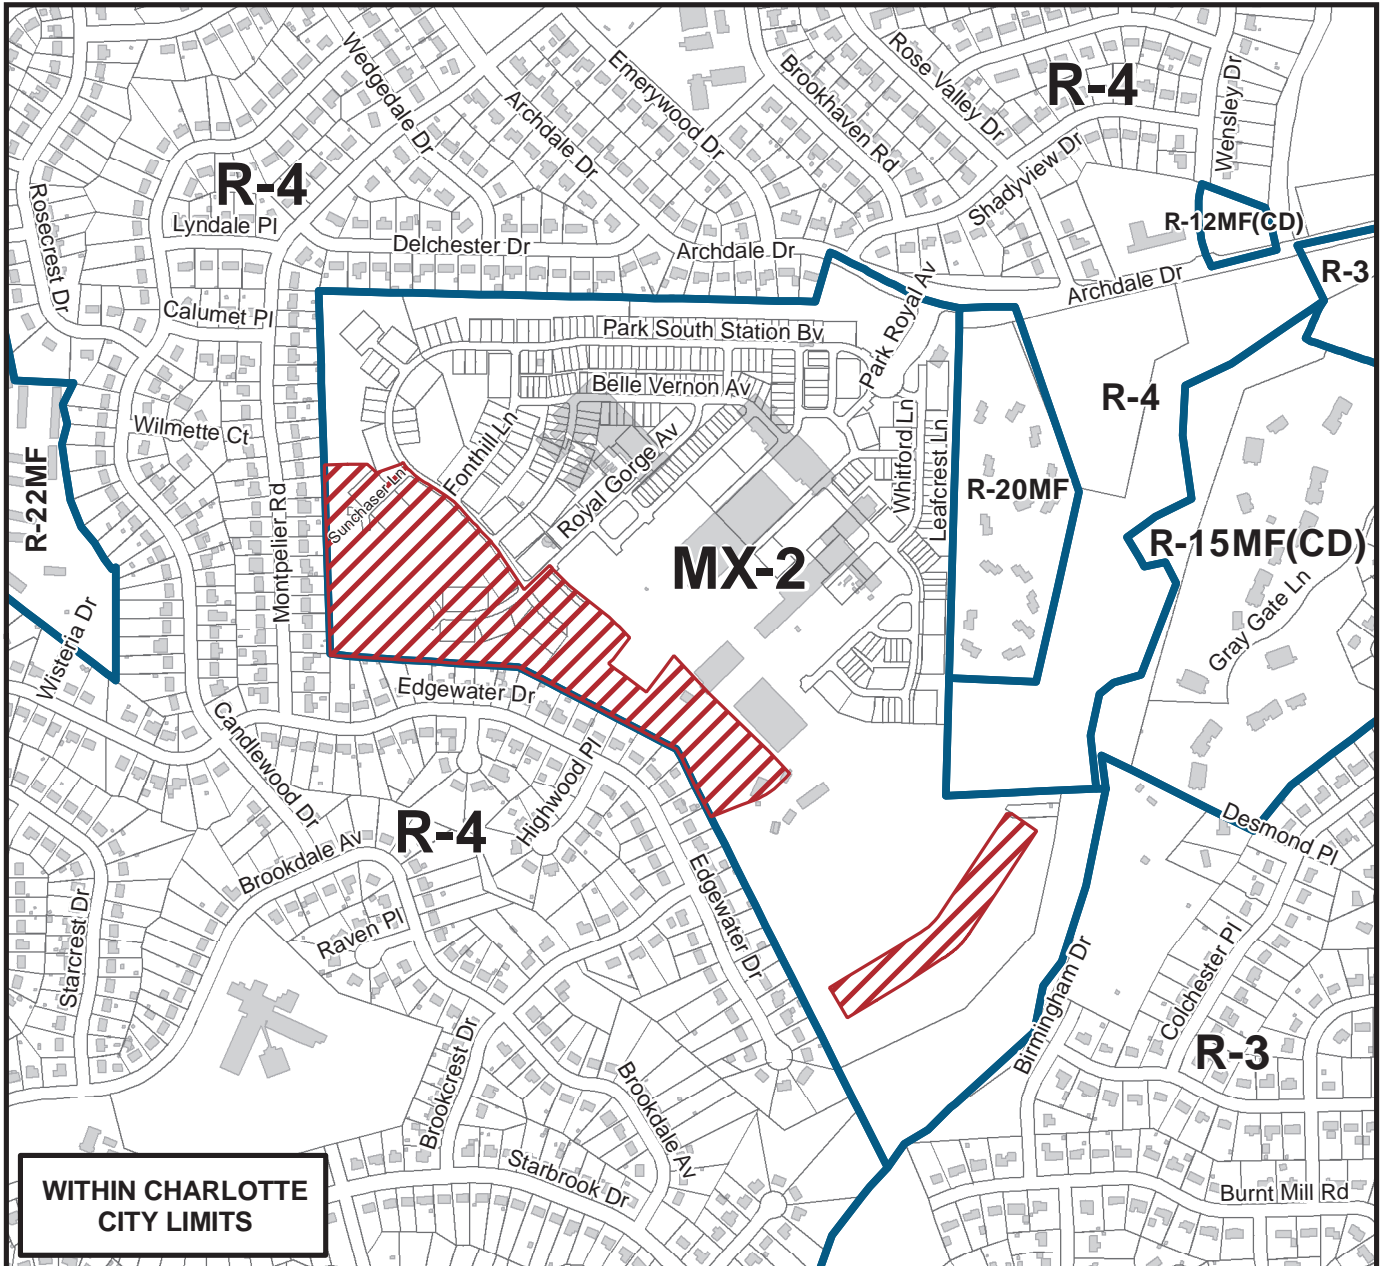 Wedgedale Dr
Archdale Dr
Emerywood Dr
Brookhaven Rd
Rose Valley Dr
R-4
Wensley Dr
Shadyview Dr
R-4
Lyndale Pl
Rosecrest Dr
Delchester Dr
Archdale Dr
R-12MF(CD)
R-3
Archdale Dr
Park Royal Av
Calumet Pl
Park South Station Bv
Belle Vernon Av
R-4
Wilmette Ct
Fonthill Ln
Royal Gorge Av
Whitford Ln
Leafcrest Ln
R-20MF
R-22MF
Montpelier Rd
Sunchaser Ln
MX-2
R-15MF(CD)
Gray Gate Ln
Wisteria Dr
Edgewater Dr
Candlewood Dr
Highwood Pl
R-4
Desmond Pl
Brookdale Av
Raven Pl
Starcrest Dr
Edgewater Dr
Birmingham Dr
Colchester Pl
R-3
Brookcrest Dr
Brookdale Av
Starbrook Dr
Burnt Mill Rd
WITHIN CHARLOTTE
CITY LIMITS